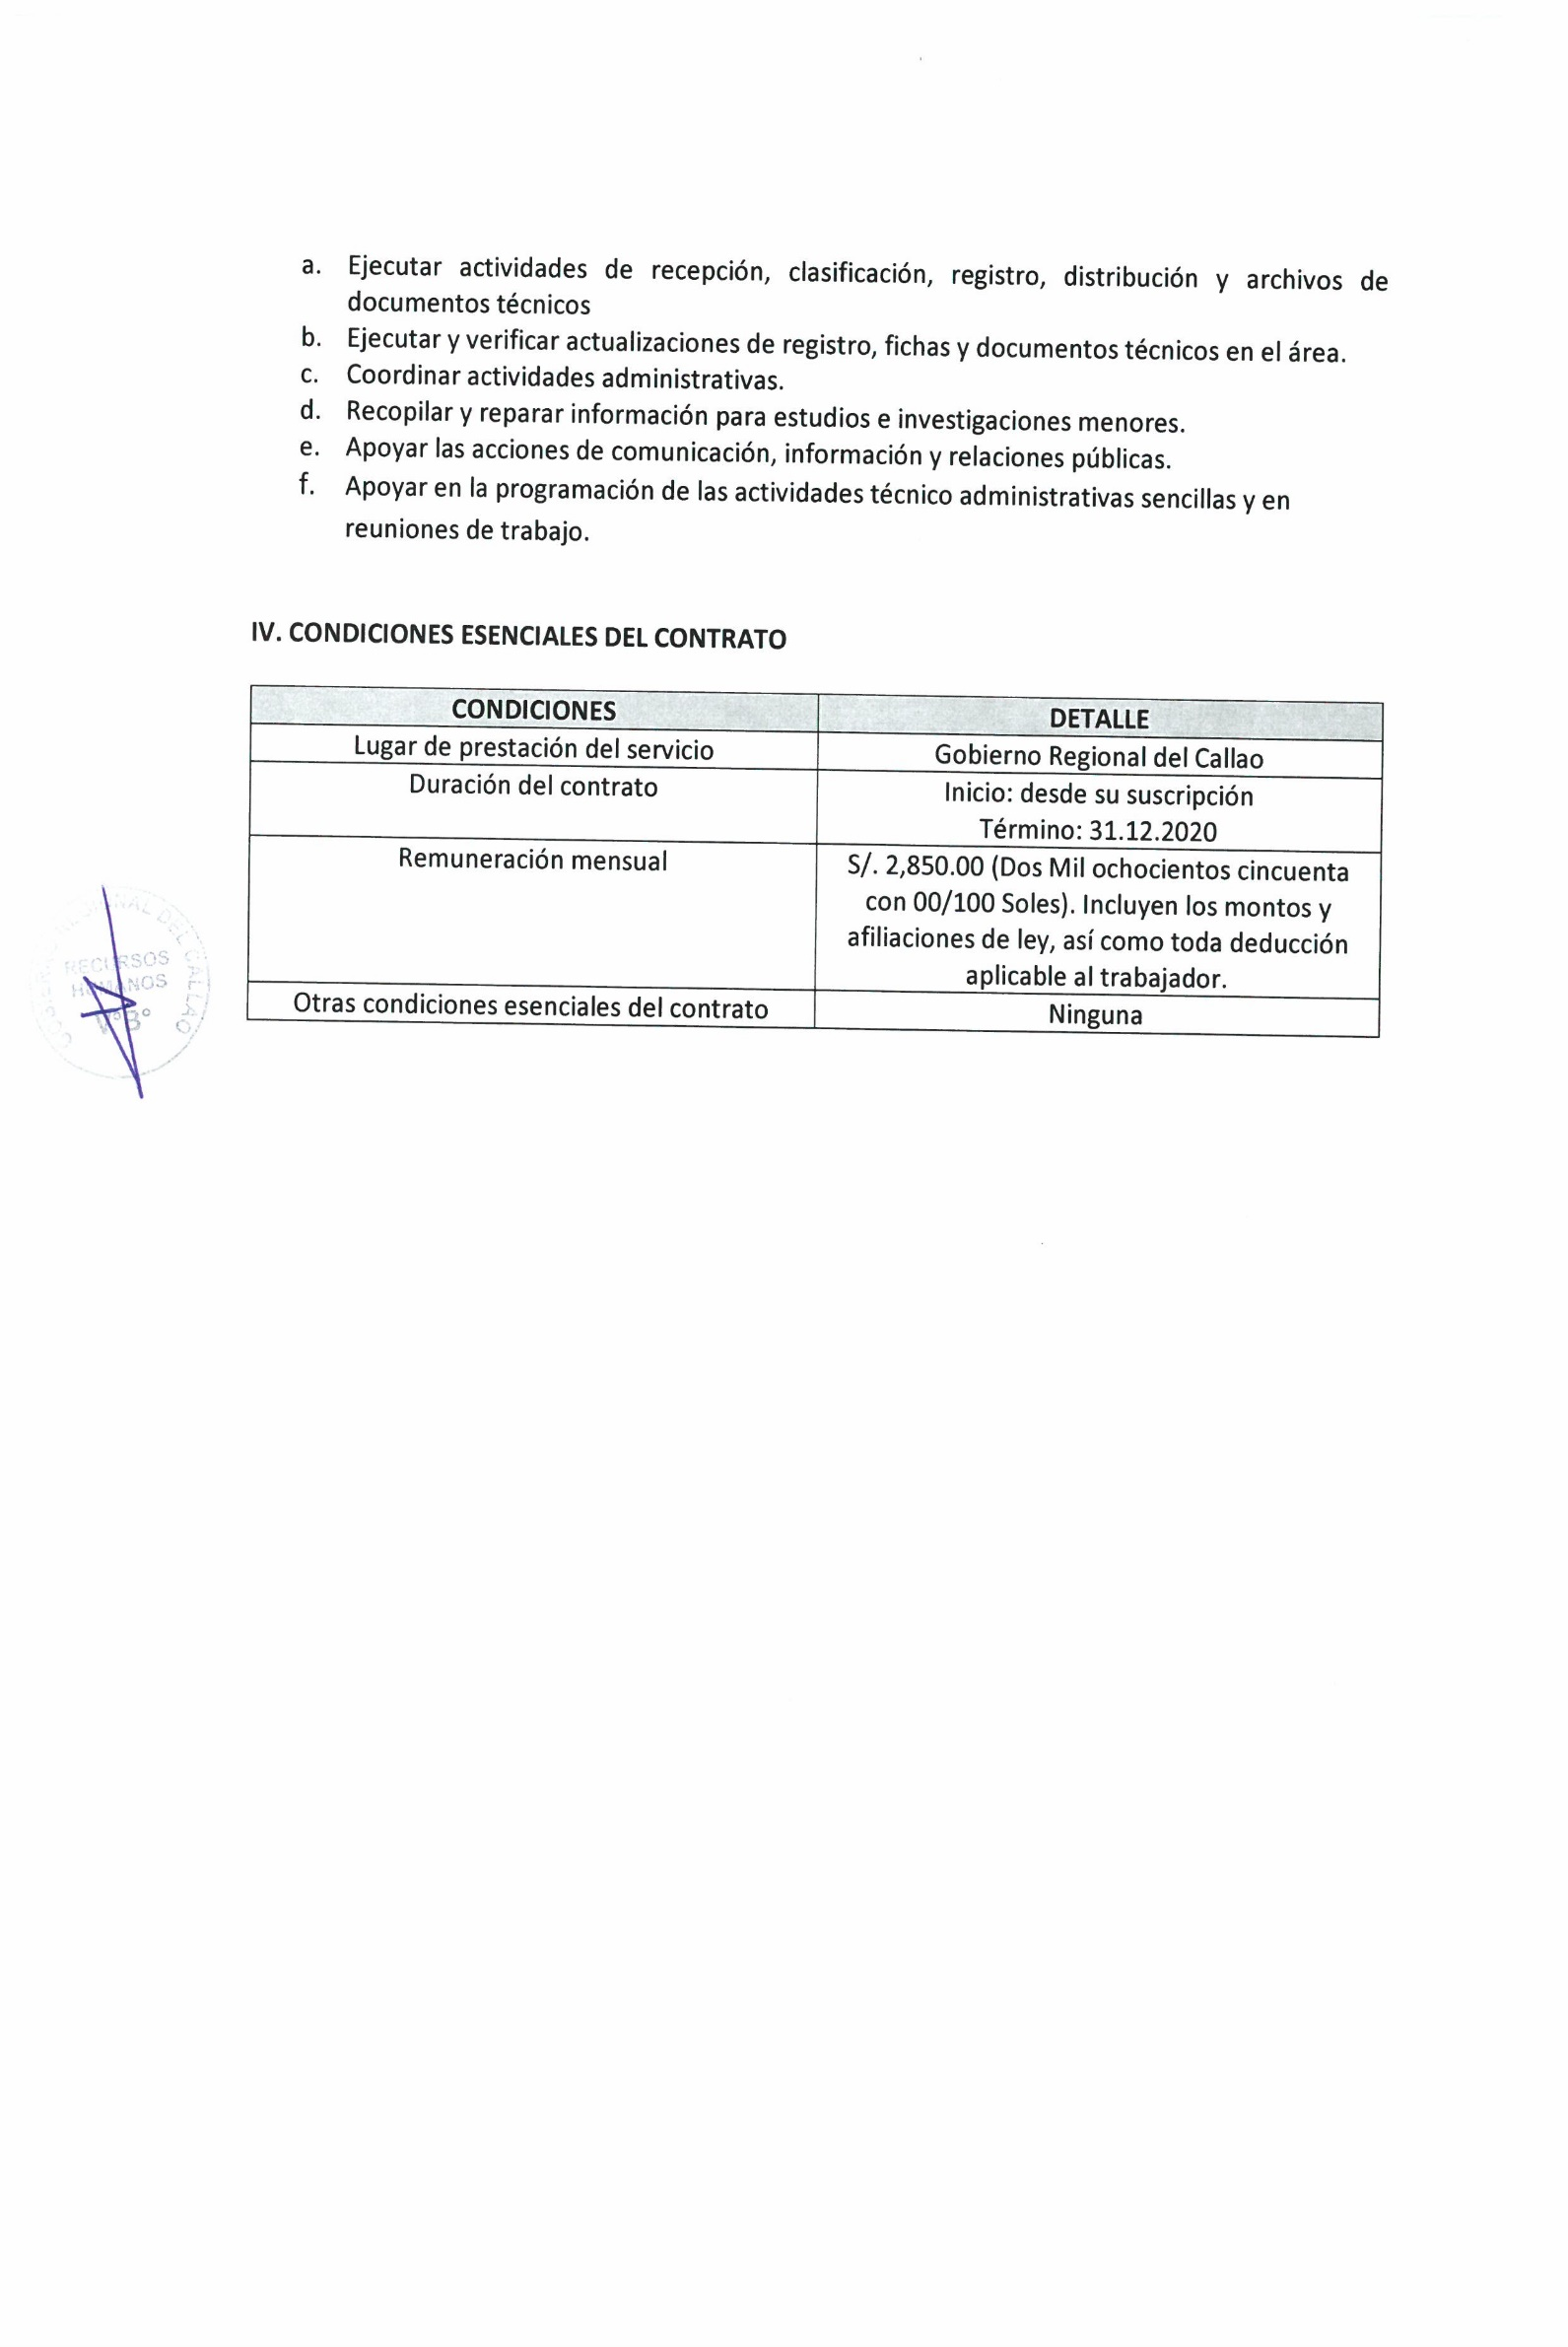 a. Ejecutar actividades de recepción, clasificación, registro, distribución y archivos de
documentos técnicos
b. Ejecutar y verificar actualizaciones de registro, fichas y documentos técnicos en el área.
c. Coordinar actividades administrativas.
d. Recopilar y reparar información para estudios e investigaciones menores.
e. Apoyar las acciones de comunicación, información y relaciones públicas.
f. Apoyar en la programación de las actividades técnico administrativas sencillas y en
reuniones de trabajo.
IV. CONDICIONES ESENCIALES DEL CONTRATO
CONDICIONES DETALLE
Lugar de prestación del servicio Gobierno Regional del Callao
Duración del contrato Inicio: desde su suscripción
Término: 31.12.2020
Remuneración mensual S/. 2,850.00 (Dos Mil ochocientos cincuenta
con 00/100 Soles). Incluyen los montos y
afiliaciones de ley, así como toda deducción
aplicable al trabajador.
Otras condiciones esenciales del contrato Ninguna
REGIONAL DEL CALLAO
RECURSOS
HUMANOS
V°B°